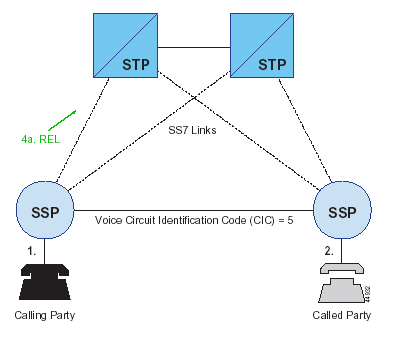 STP
STP
4a. REL
SS7 Links
SSP
Voice Circuit Identification Code (CIC) = 5
SSP
1.
2.
44932
Calling Party
Called Party